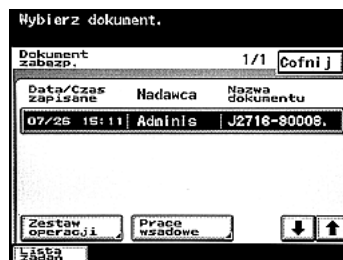 Wybierz dokument.
Dokument
zabezp.
1/1 Cofnij
Data/Czas
zapisane
Nadawca
Nazwa
dokumentu
07/26 15:11 Adminis J2716-80008.
Zestaw
operacji
Prace
wsadowe
Lista
zadań